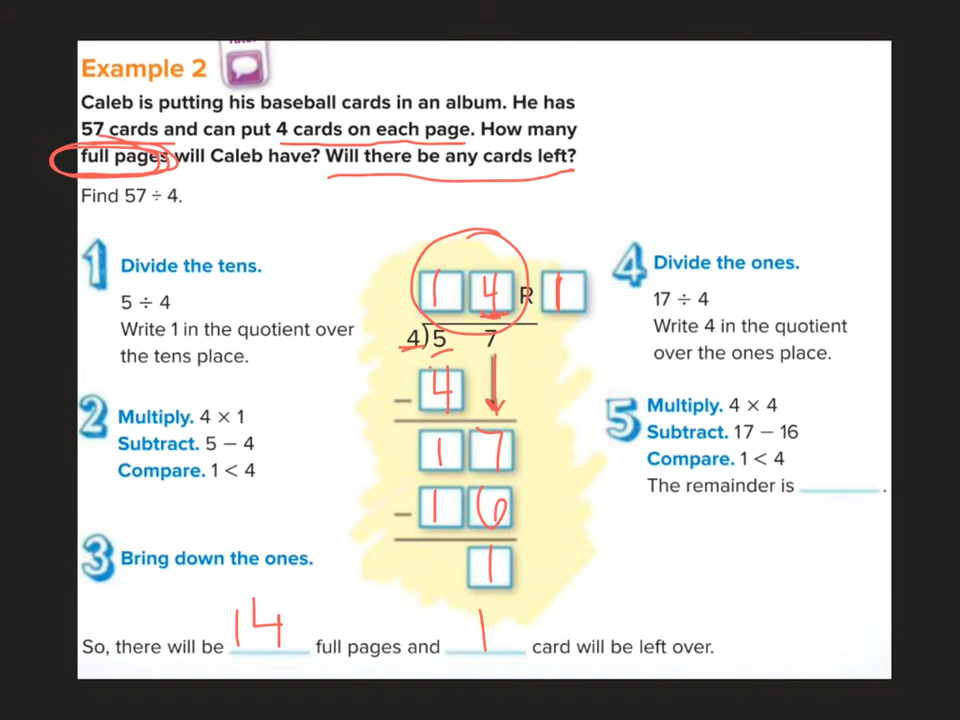 Example 2
Caleb is putting his baseball cards in an album. He has
57 cards and can put 4 cards on each page. How many
full pages will Caleb have? Will there be any cards left?
Find 57 ÷ 4.
1 Divide the tens.
5 ÷ 4
Write 1 in the quotient over
the tens place.
2 Multiply. 4 × 1
Subtract. 5 − 4
Compare. 1 < 4
3 Bring down the ones.
1 4 R 1
4)5 7
− 4
1 7
− 1 6
1
4 Divide the ones.
17 ÷ 4
Write 4 in the quotient
over the ones place.
5 Multiply. 4 × 4
Subtract. 17 − 16
Compare. 1 < 4
The remainder is ______.
So, there will be 14 full pages and 1 card will be left over.